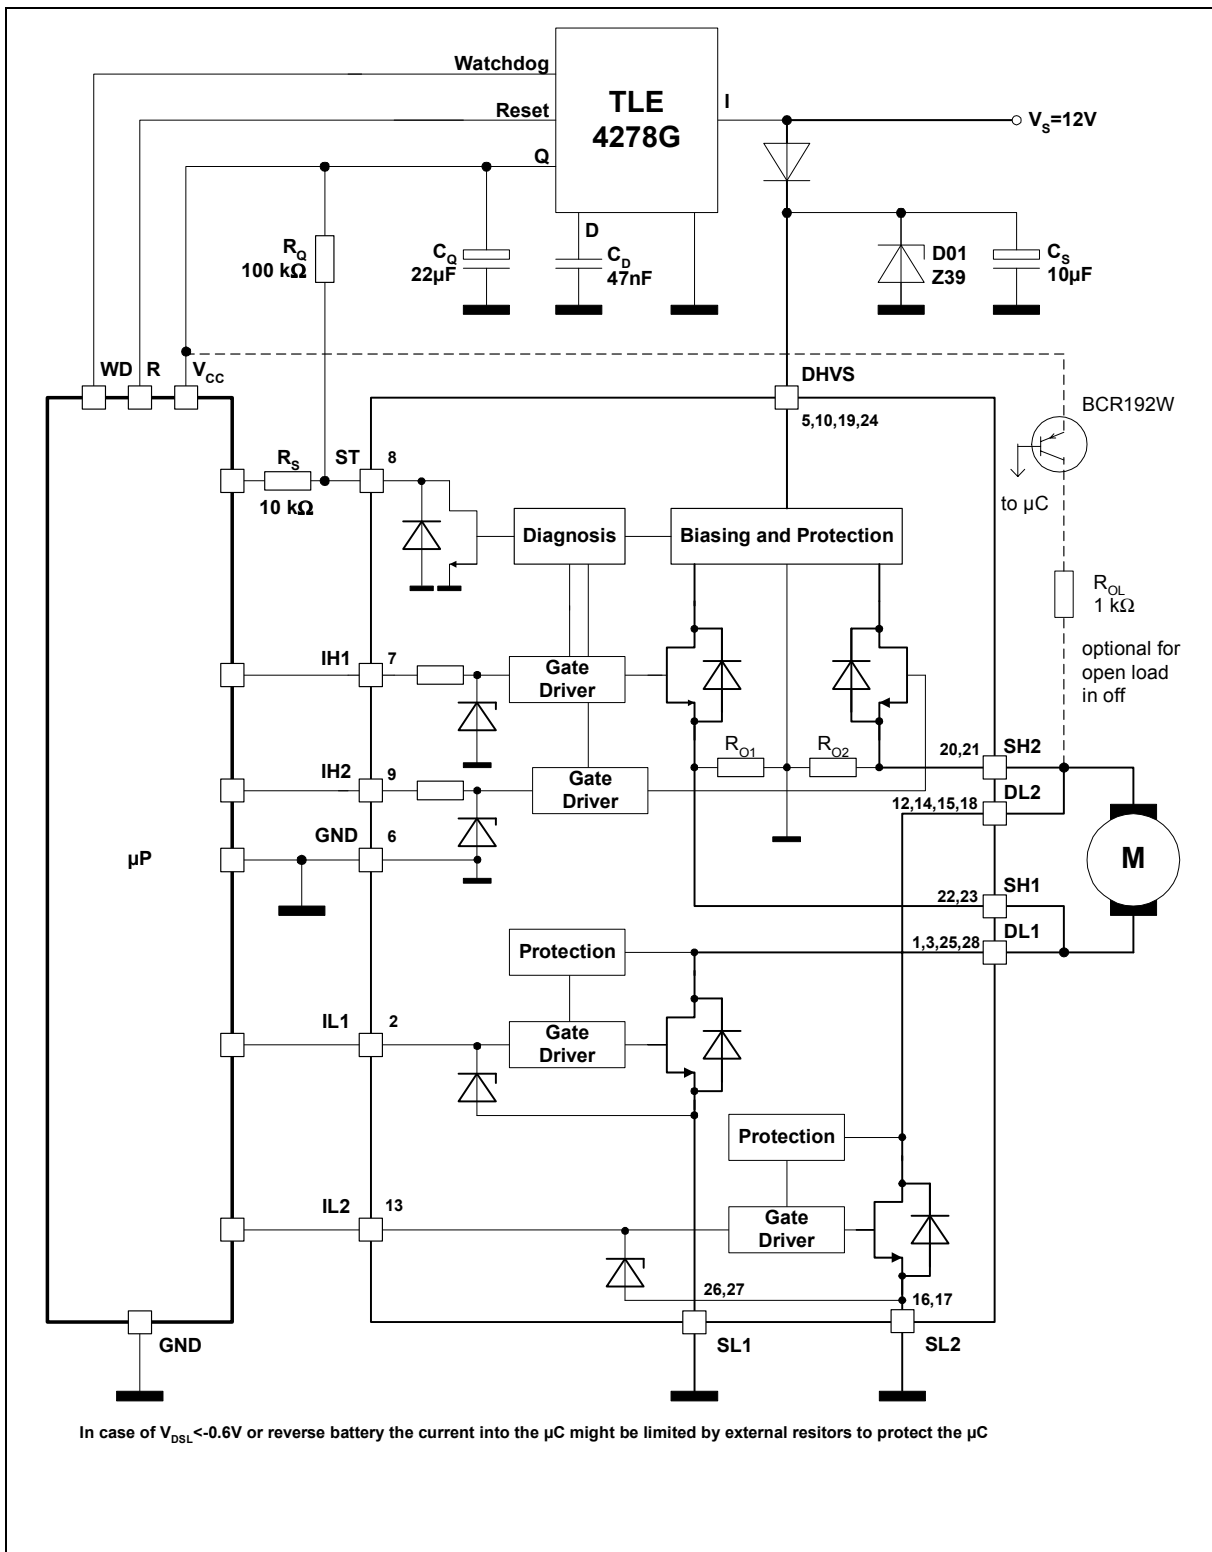 Watchdog
TLE
4278G
I
Reset
V_S=12V
Q
D
R_Q
100 kΩ
C_Q
22µF
C_D
47nF
D01
Z39
C_S
10µF
WD
R
V_CC
DHVS
5,10,19,24
BCR192W
R_S
10 kΩ
ST
8
to µC
Diagnosis
Biasing and Protection
R_OL
1 kΩ
optional for
open load
in off
IH1
7
Gate
Driver
R_O1
R_O2
20,21
SH2
IH2
9
Gate
Driver
DL2
12,14,15,18
GND
6
µP
M
SH1
22,23
DL1
1,3,25,28
Protection
IL1
2
Gate
Driver
Protection
IL2
13
Gate
Driver
26,27
16,17
GND
SL1
SL2
In case of V_DSL<-0.6V or reverse battery the current into the µC might be limited by external resitors to protect the µC